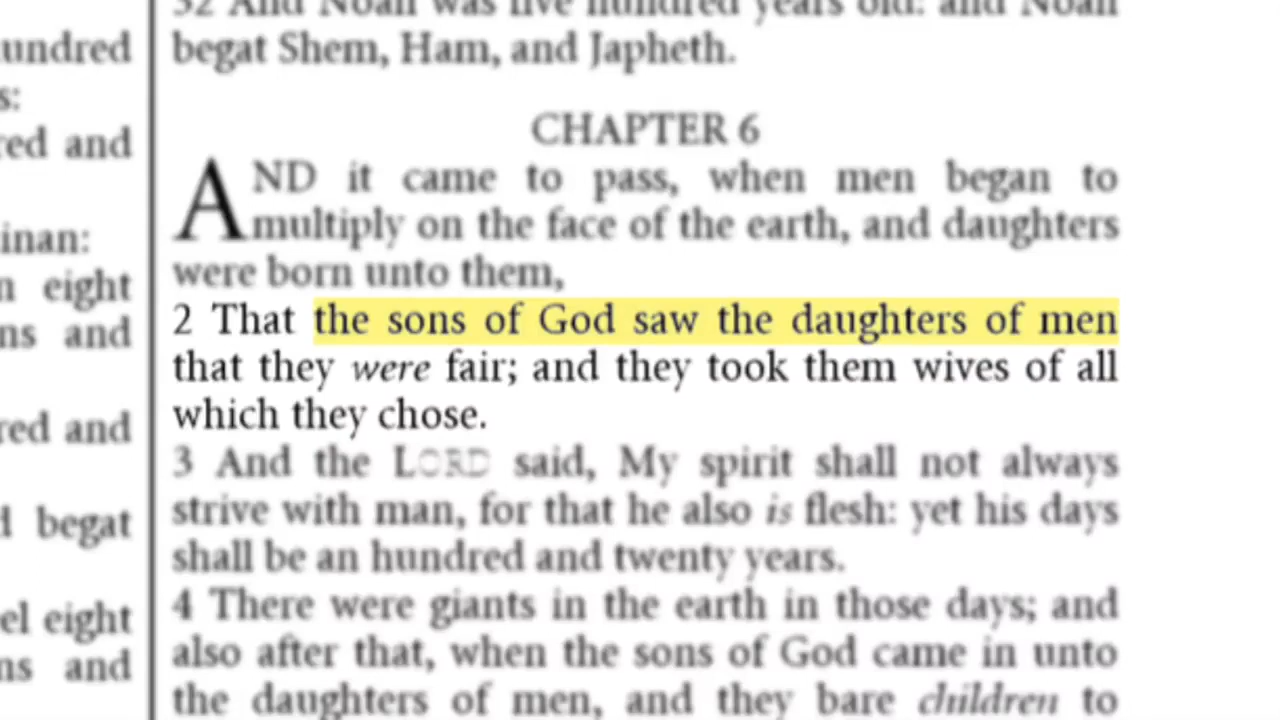 undred
s:
red and
inan:
n eight
ns and
red and
d begat
el eight
ns and
32 And Noah was five hundred years old: and Noah
begat Shem, Ham, and Japheth.
CHAPTER 6
AND it came to pass, when men began to
multiply on the face of the earth, and daughters
were born unto them,
2 That the sons of God saw the daughters of men
that they were fair; and they took them wives of all
which they chose.
3 And the LORD said, My spirit shall not always
strive with man, for that he also is flesh: yet his days
shall be an hundred and twenty years.
4 There were giants in the earth in those days; and
also after that, when the sons of God came in unto
the daughters of men, and they bare children to